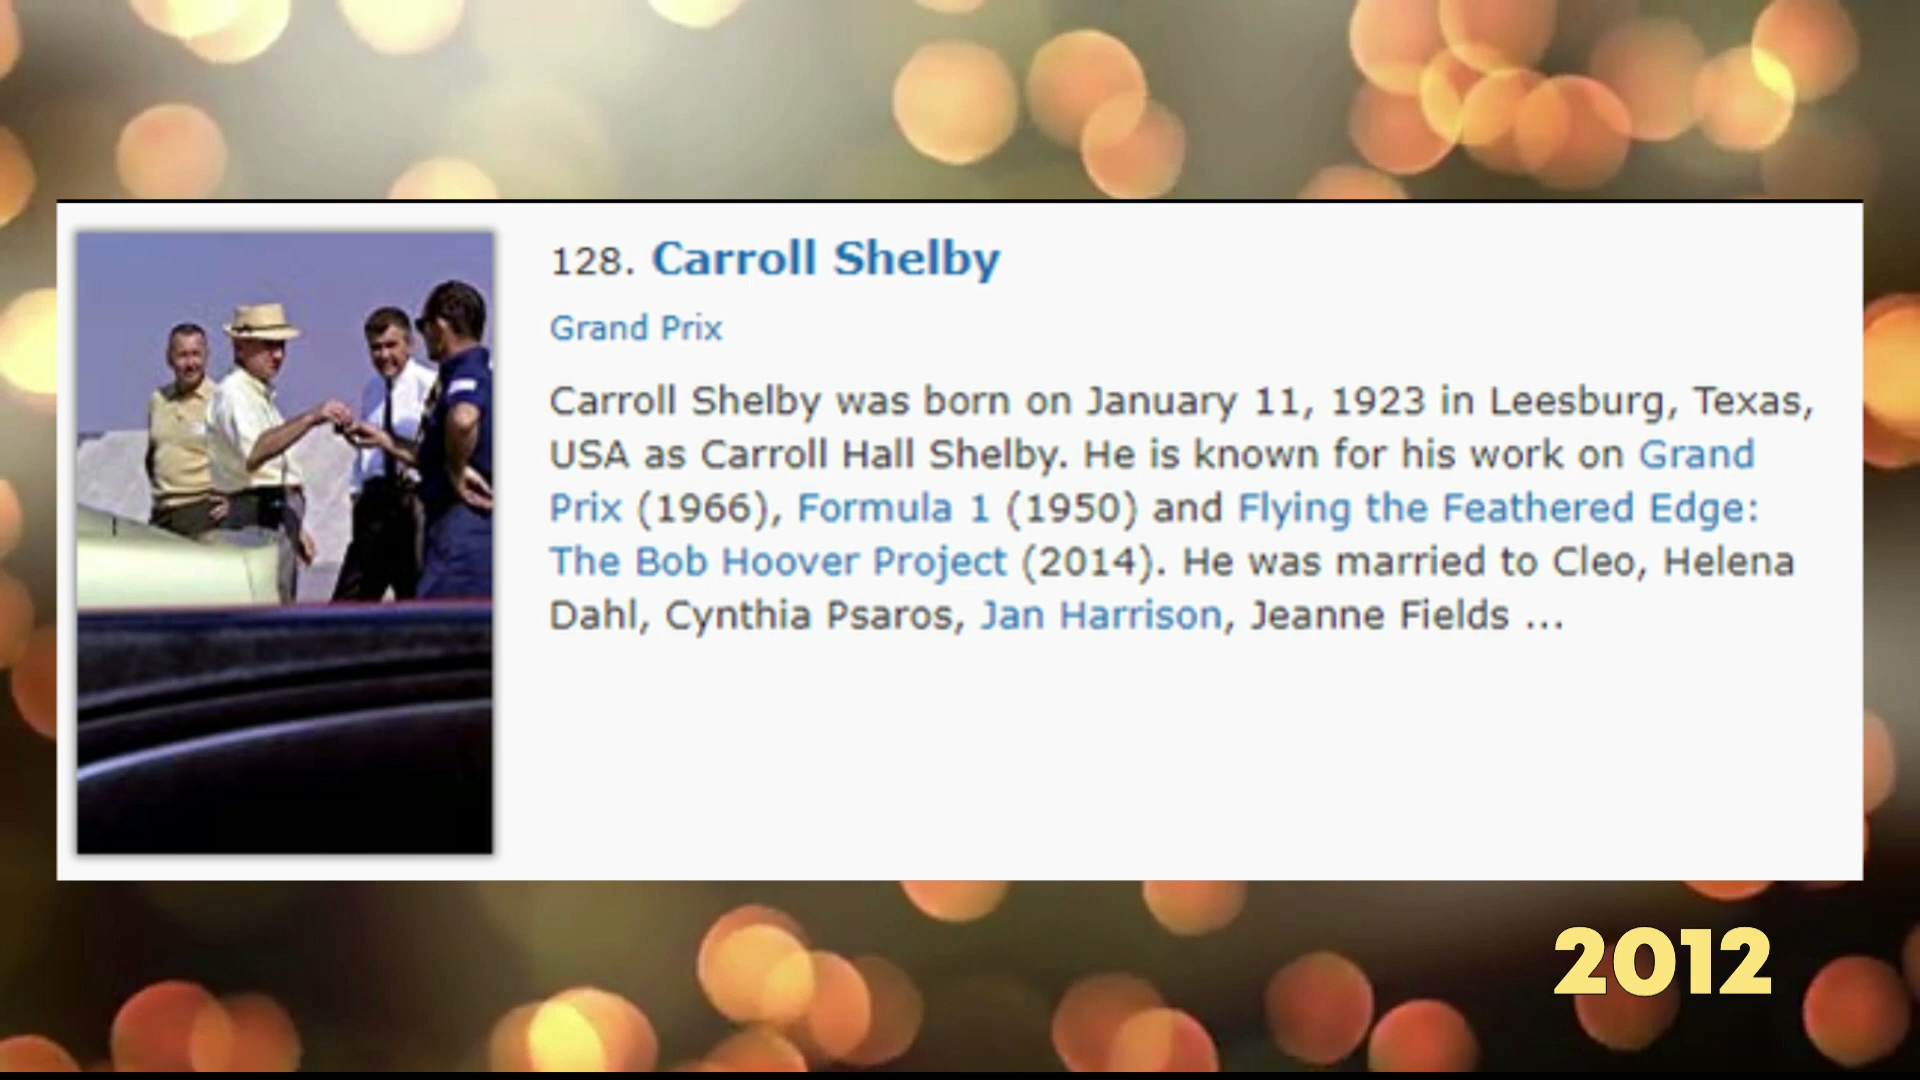 128. Carroll Shelby
Grand Prix
Carroll Shelby was born on January 11, 1923 in Leesburg, Texas,
USA as Carroll Hall Shelby. He is known for his work on Grand
Prix (1966), Formula 1 (1950) and Flying the Feathered Edge:
The Bob Hoover Project (2014). He was married to Cleo, Helena
Dahl, Cynthia Psaros, Jan Harrison, Jeanne Fields ...
2012